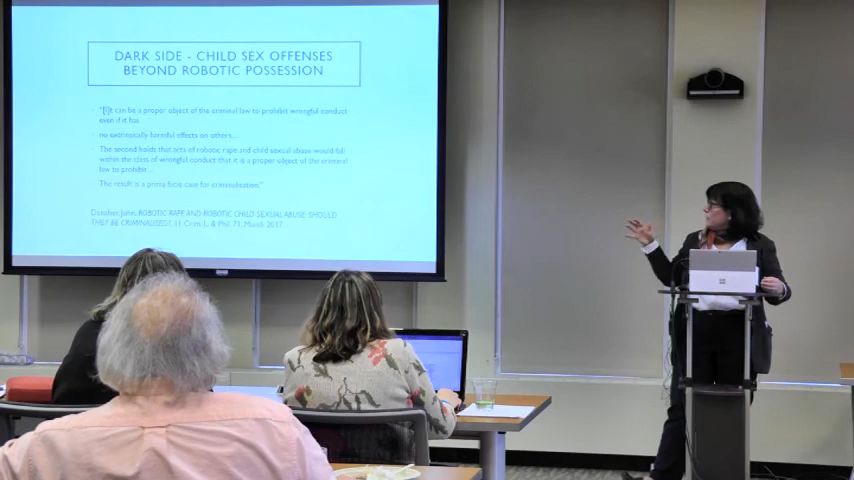 DARK SIDE - CHILD SEX OFFENSES
BEYOND ROBOTIC POSSESSION
"[I]t can be a proper object of the criminal law to prohibit wrongful conduct
even if it has
no extrinsically harmful effects on others…
The second holds that acts of robotic rape and child sexual abuse would fall
within the class of wrongful conduct that it is a proper object of the criminal
law to prohibit…
The result is a prima facie case for criminalisation."
Danaher, John, ROBOTIC RAPE AND ROBOTIC CHILD SEXUAL ABUSE: SHOULD
THEY BE CRIMINALIZED?, 11 Crim. L. & Phil 71, March 2017